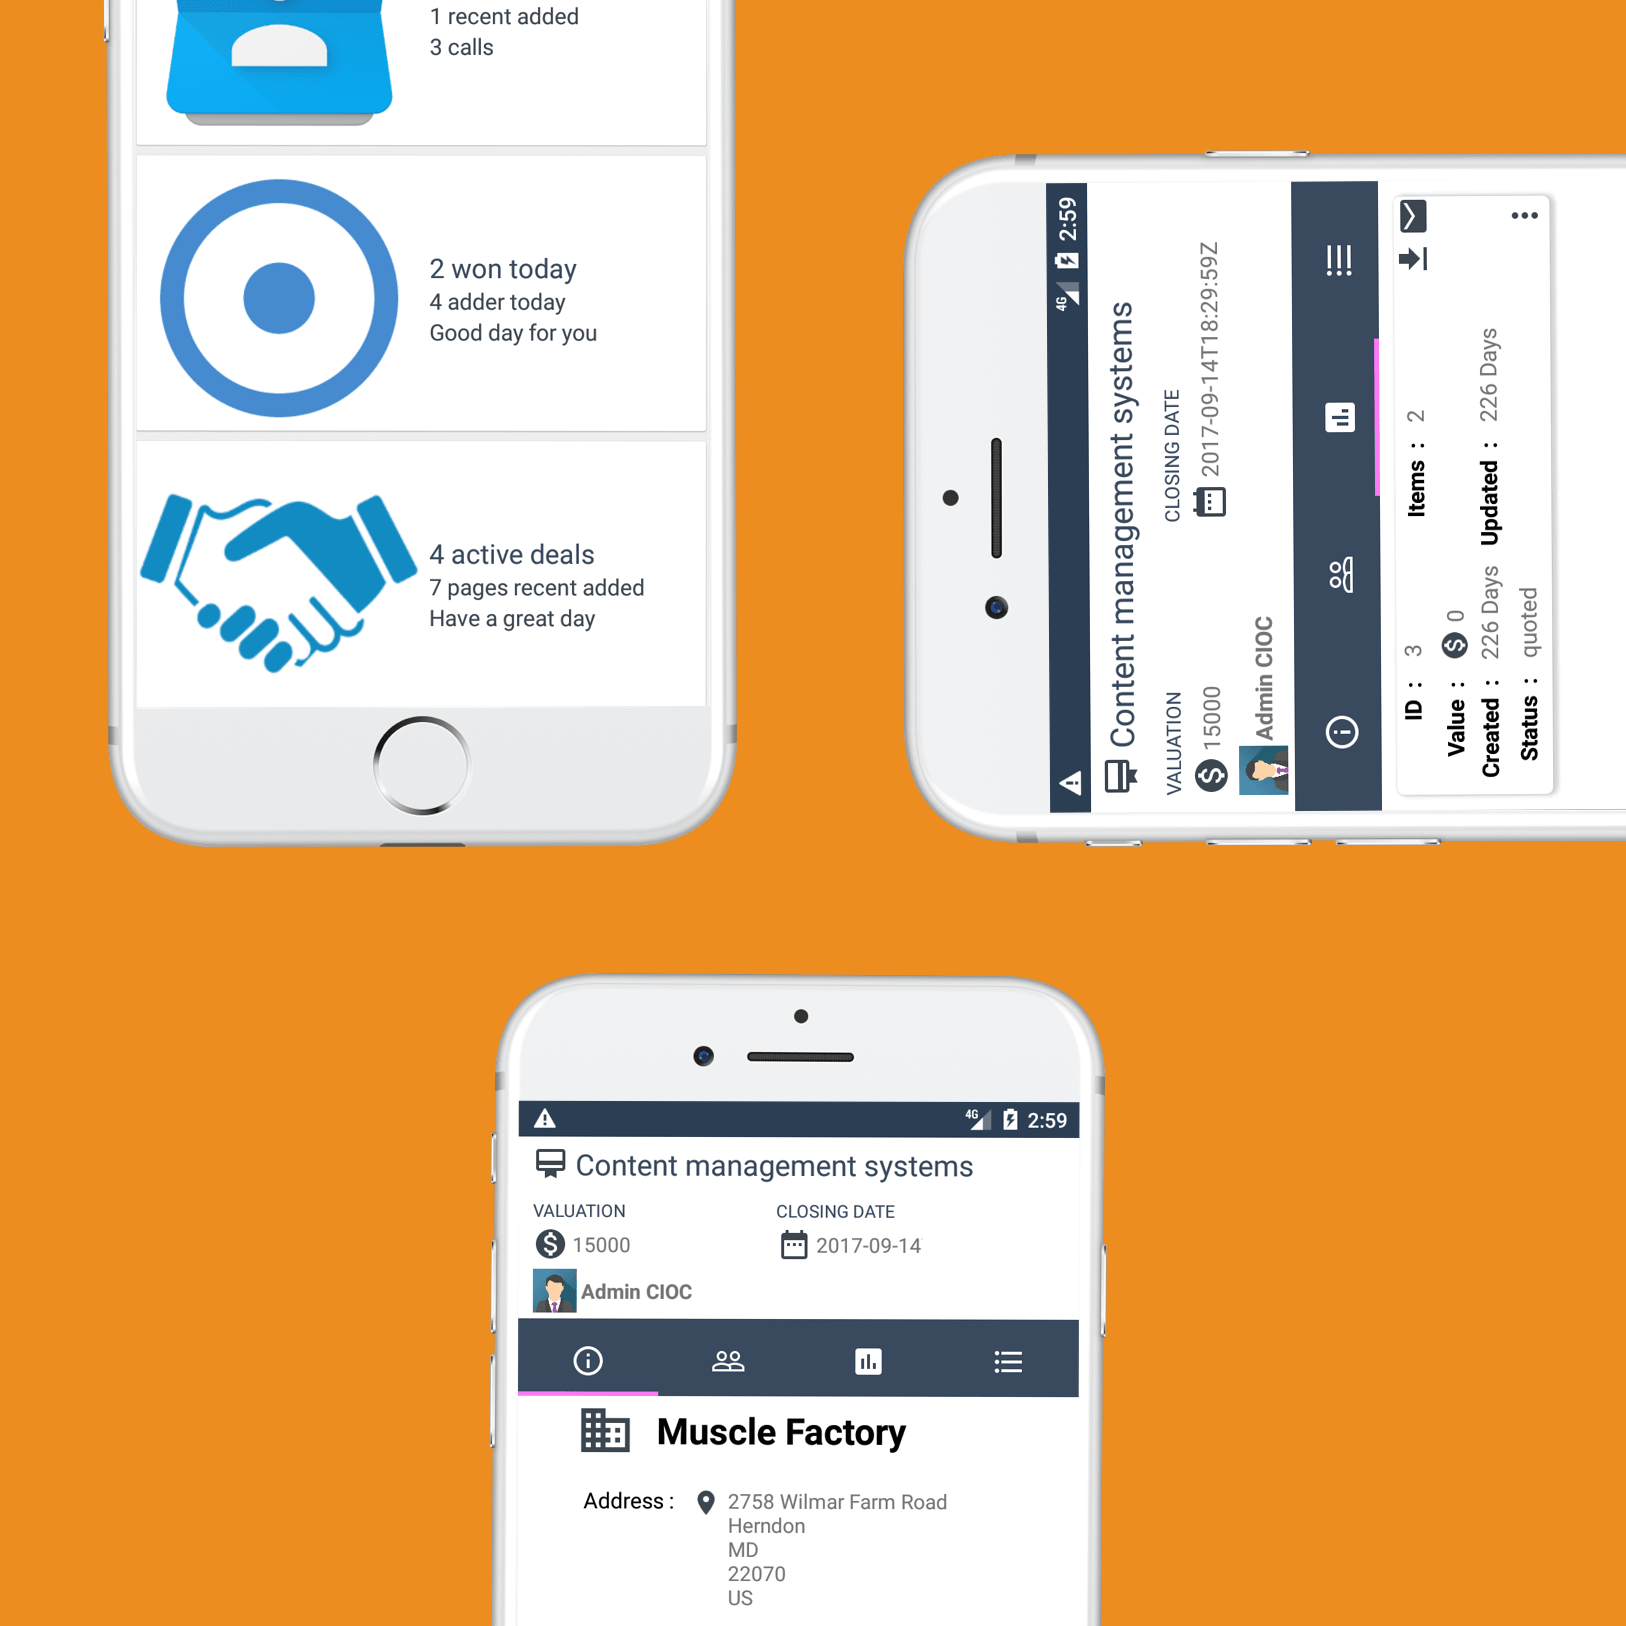 1 recent added
3 calls
2 won today
4 adder today
Good day for you
4 active deals
7 pages recent added
Have a great day
4G 2:59
Content management systems
VALUATION CLOSING DATE
15000 2017-09-14T18:29:59Z
Admin CIOC
ID : 3 Items : 2
Value : 0
Created : 226 Days Updated : 226 Days
Status : quoted
4G 2:59
Content management systems
VALUATION CLOSING DATE
15000 2017-09-14
Admin CIOC
Muscle Factory
Address : 2758 Wilmar Farm Road
Herndon
MD
22070
US